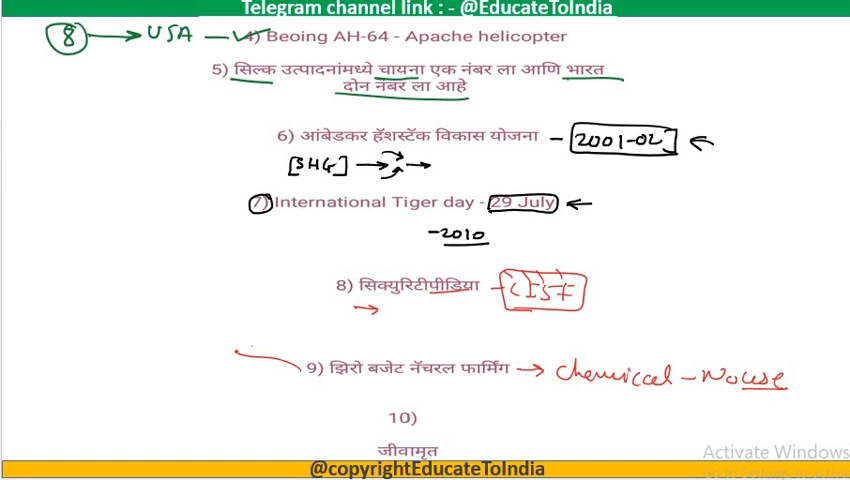 Telegram channel link : - @EducateToIndia
8 → USA — ✓ 4) Beoing AH-64 - Apache helicopter
5) सिल्क उत्पादनांमध्ये चायना एक नंबर ला आणि भारत
दोन नंबर ला आहे
6) आंबेडकर हॅशस्टॅक विकास योजना – [2001-02] ←
[SHG] → →
7) International Tiger day - 29 July ←
-2010
8) सिक्युरिटीपीडिया – CISF
→
9) झिरो बजेट नॅचरल फार्मिंग → chemical – No use
10)
जीवामृत
Activate Windows
@copyrightEducateToIndia